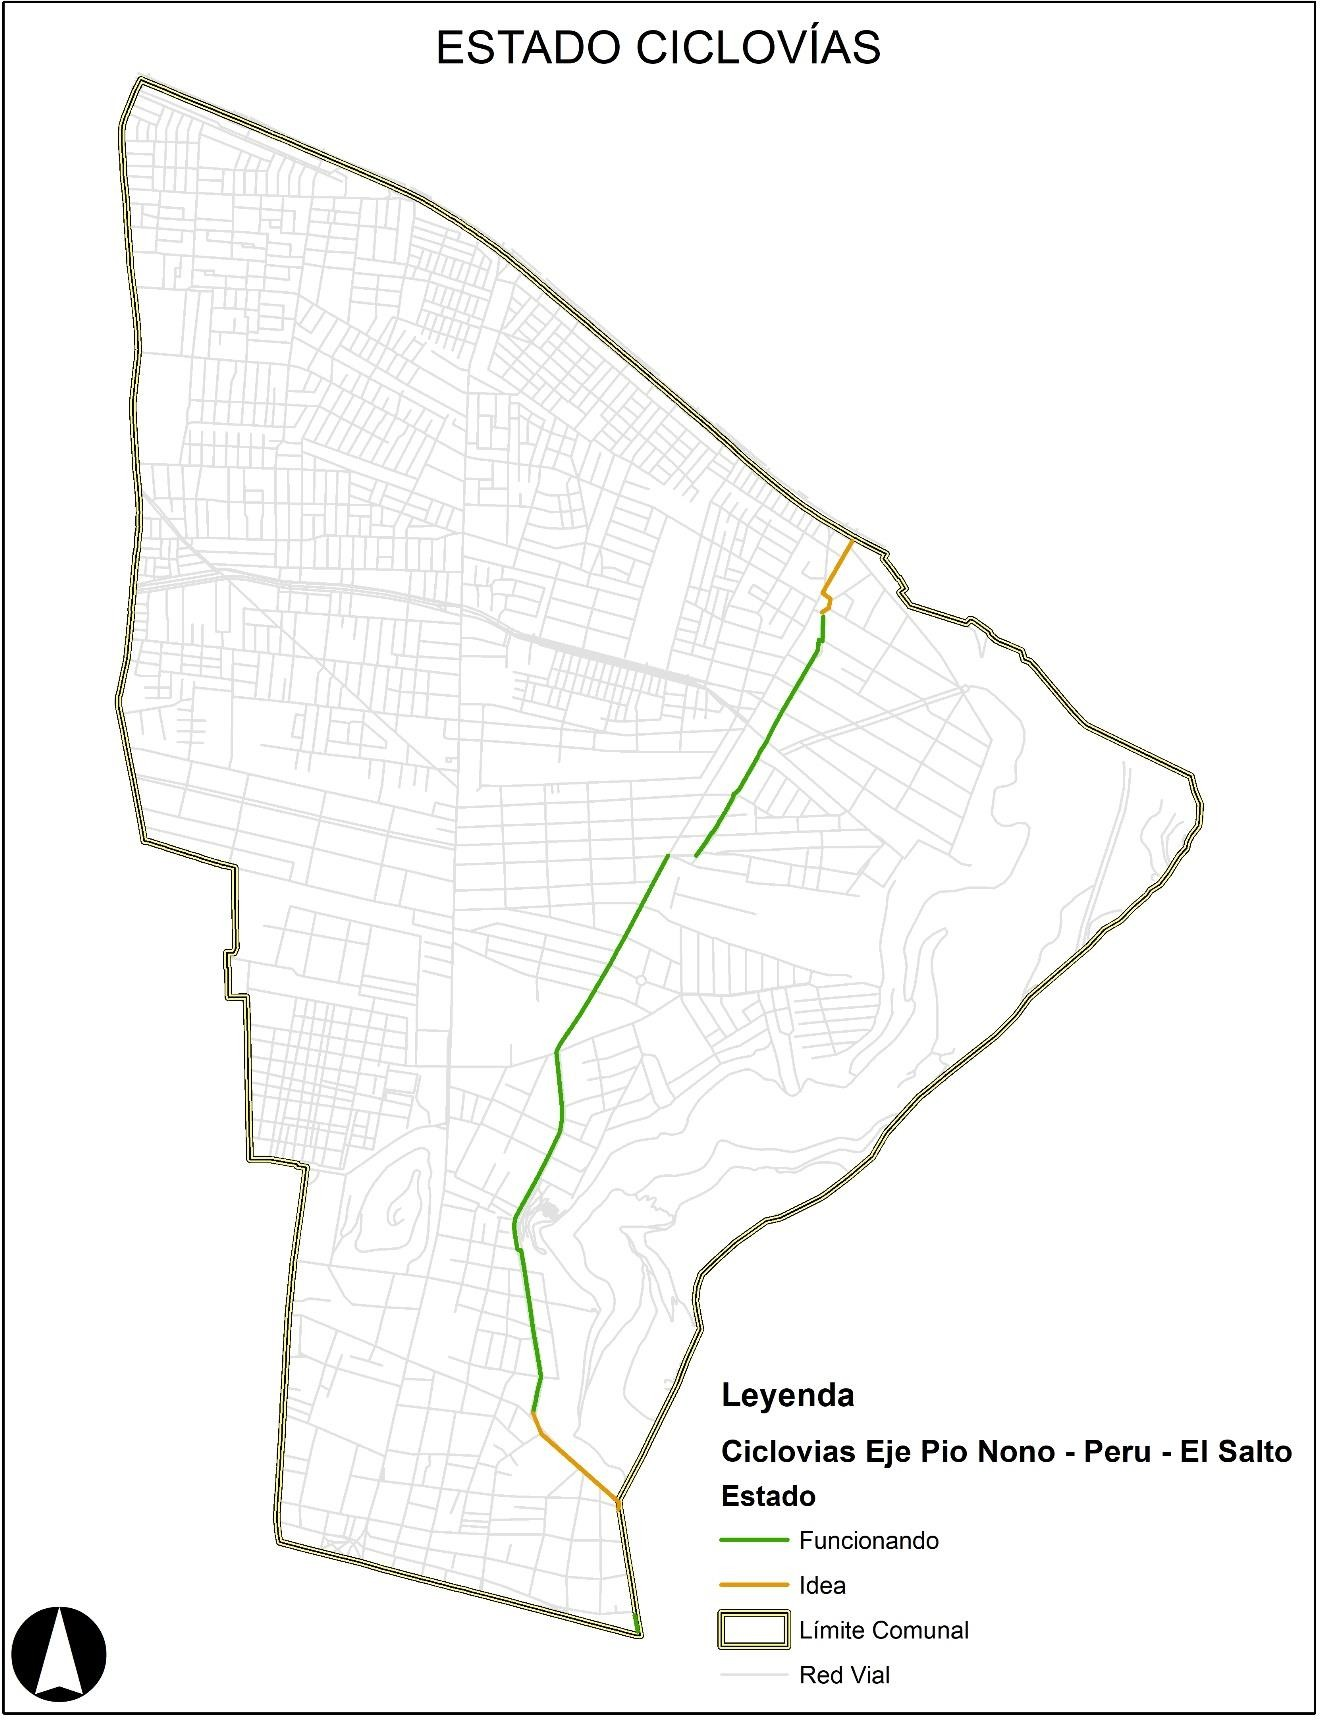 ESTADO CICLOVÍAS
Leyenda
Ciclovias Eje Pio Nono - Peru - El Salto
Estado
Funcionando
Idea
Límite Comunal
Red Vial